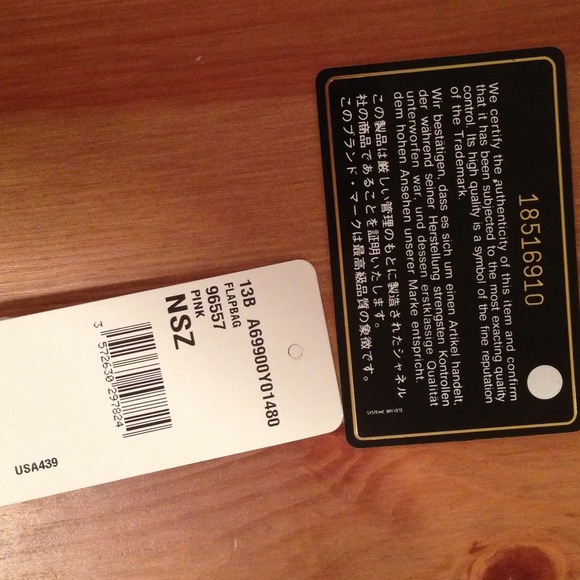 18516910
We certify the authenticity of this item and confirm
that it has been subjected to the most exacting quality
control. Its high quality is a symbol of the fine reputation
of the Trademark.
Wir bestätigen, dass es sich um einen Artikel handelt,
der während seiner Herstellung strengsten Kontrollen
unterworfen war, und dessen erstklassige Qualität
dem hohen Ansehen unserer Marke entspricht.
この製品は厳しい管理のもとに製造されたシャネル
社の商品であることを証明いたします。
このブランド・マークは最高級品質の象徴です。
SYSTEME BREVETE
13B A69900Y01480
FLAPBAG
96557
PINK
NSZ
3 572630 297824
USA439